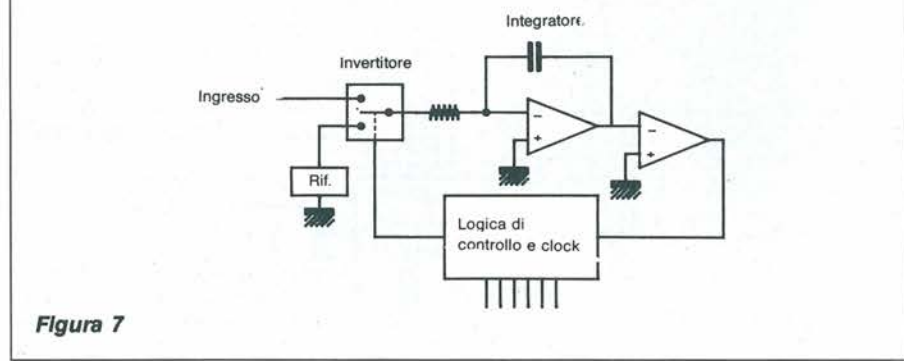 Integratore
Invertitore
Ingresso
−
+
−
+
Rif.
Logica di
controllo e clock
Figura 7